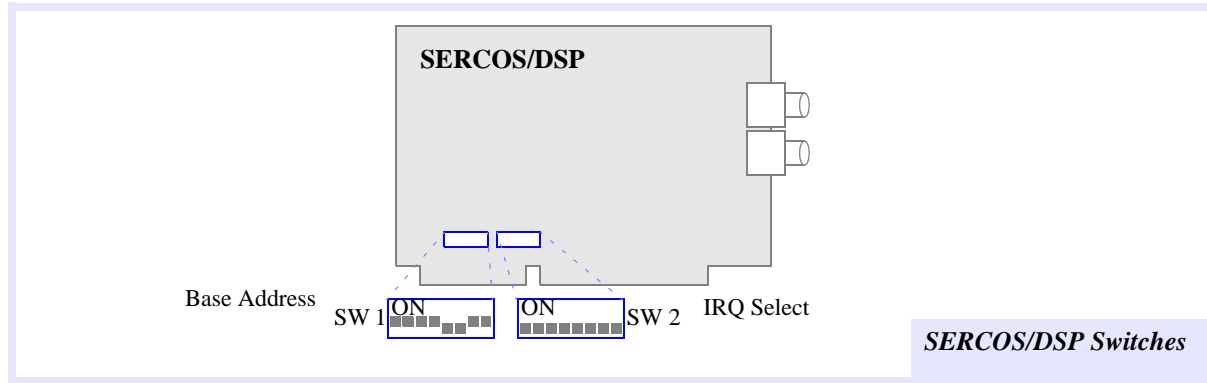 SERCOS/DSP
Base Address
SW 1
ON
ON
SW 2
IRQ Select
SERCOS/DSP Switches